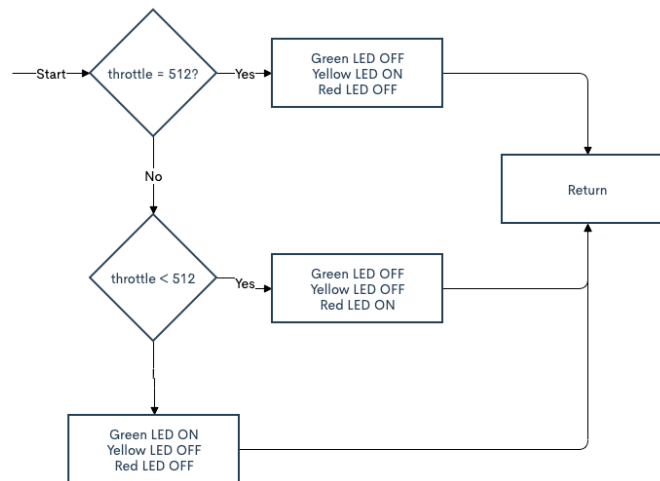 Start
throttle = 512?
Yes
Green LED OFF
Yellow LED ON
Red LED OFF
Return
No
throttle < 512
Yes
Green LED OFF
Yellow LED OFF
Red LED ON
Green LED ON
Yellow LED OFF
Red LED OFF